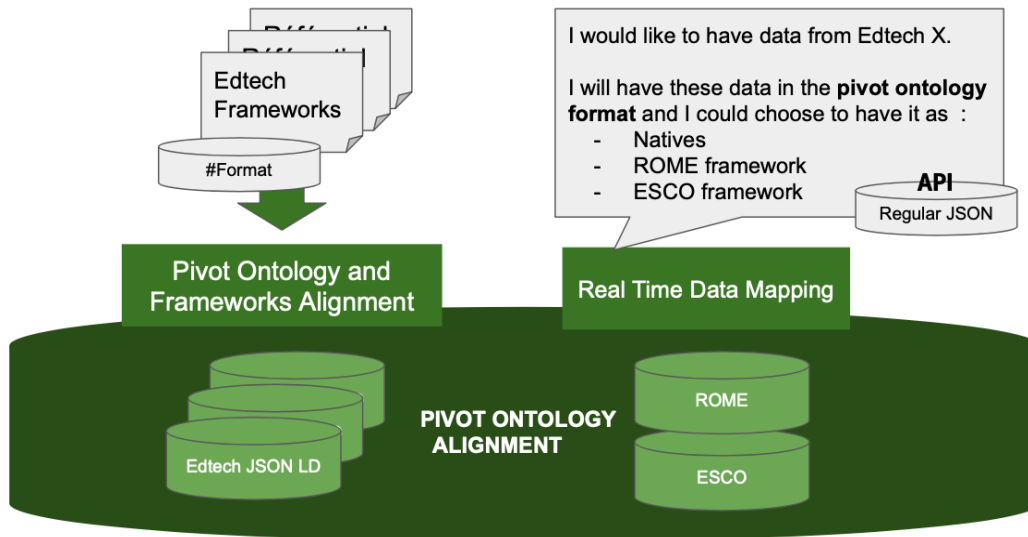 Edtech
Frameworks
#Format
I would like to have data from Edtech X.
I will have these data in the pivot ontology
format and I could choose to have it as :
- Natives
- ROME framework
- ESCO framework
API
Regular JSON
Pivot Ontology and
Frameworks Alignment
Real Time Data Mapping
PIVOT ONTOLOGY
ALIGNMENT
Edtech JSON LD
ROME
ESCO